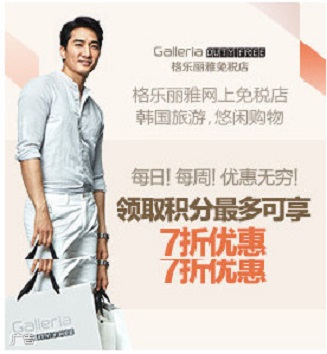 Galleria DUTY FREE
格乐丽雅免税店
格乐丽雅网上免税店
韩国旅游,悠闲购物
每日! 每周! 优惠无穷!
领取积分最多可享
7折优惠
7折优惠
Galleria
广告